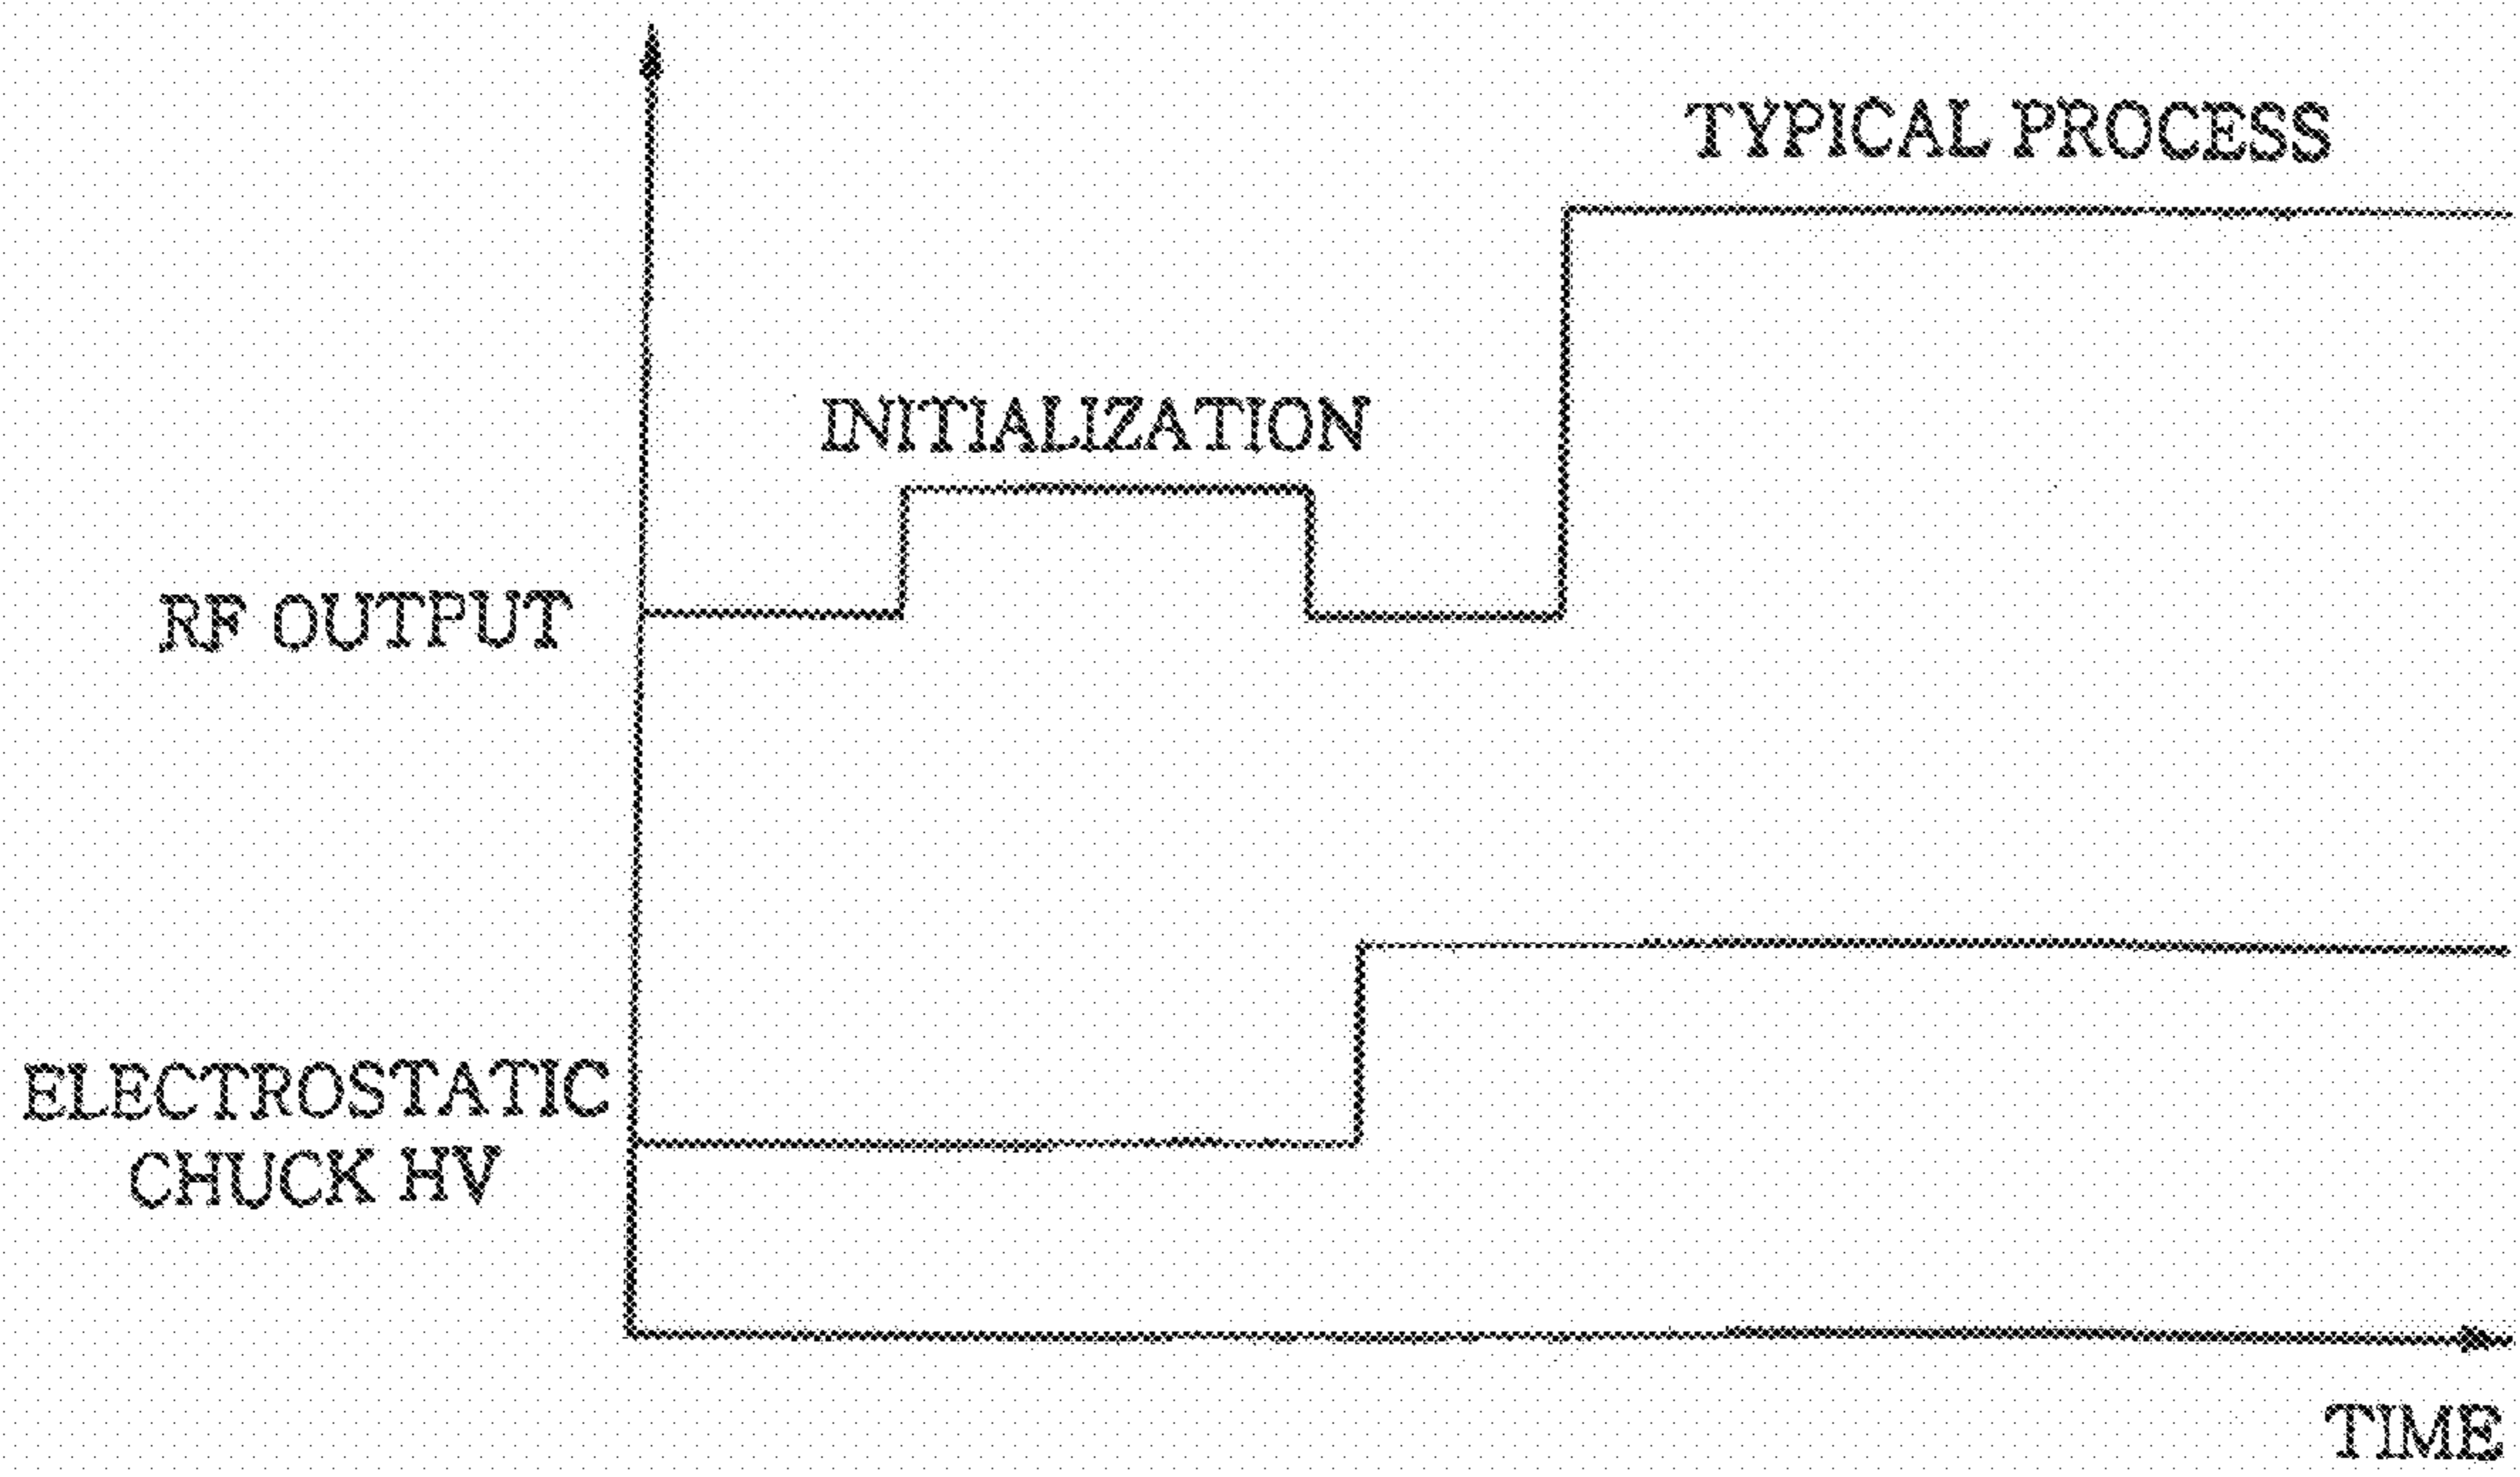 TYPICAL PROCESS
INITIALIZATION
RF OUTPUT
ELECTROSTATIC
CHUCK HV
TIME